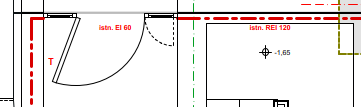 istn. EI 60
istn. REI 120
-1,65
T